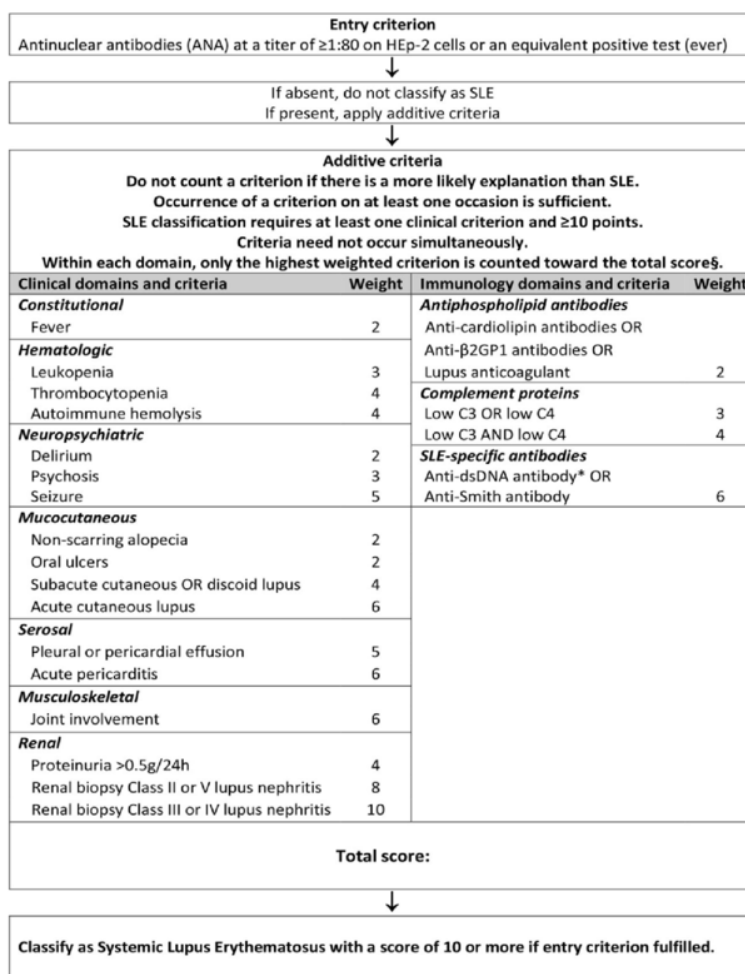 Entry criterion
Antinuclear antibodies (ANA) at a titer of ≥1:80 on HEp-2 cells or an equivalent positive test (ever)
↓
If absent, do not classify as SLE
If present, apply additive criteria
↓
Additive criteria
Do not count a criterion if there is a more likely explanation than SLE.
Occurrence of a criterion on at least one occasion is sufficient.
SLE classification requires at least one clinical criterion and ≥10 points.
Criteria need not occur simultaneously.
Within each domain, only the highest weighted criterion is counted toward the total score§.
Clinical domains and criteria Weight
Constitutional
Fever 2
Hematologic
Leukopenia 3
Thrombocytopenia 4
Autoimmune hemolysis 4
Neuropsychiatric
Delirium 2
Psychosis 3
Seizure 5
Mucocutaneous
Non-scarring alopecia 2
Oral ulcers 2
Subacute cutaneous OR discoid lupus 4
Acute cutaneous lupus 6
Serosal
Pleural or pericardial effusion 5
Acute pericarditis 6
Musculoskeletal
Joint involvement 6
Renal
Proteinuria >0.5g/24h 4
Renal biopsy Class II or V lupus nephritis 8
Renal biopsy Class III or IV lupus nephritis 10
Immunology domains and criteria Weight
Antiphospholipid antibodies
Anti-cardiolipin antibodies OR
Anti-β2GP1 antibodies OR
Lupus anticoagulant 2
Complement proteins
Low C3 OR low C4 3
Low C3 AND low C4 4
SLE-specific antibodies
Anti-dsDNA antibody* OR
Anti-Smith antibody 6
Total score:
↓
Classify as Systemic Lupus Erythematosus with a score of 10 or more if entry criterion fulfilled.